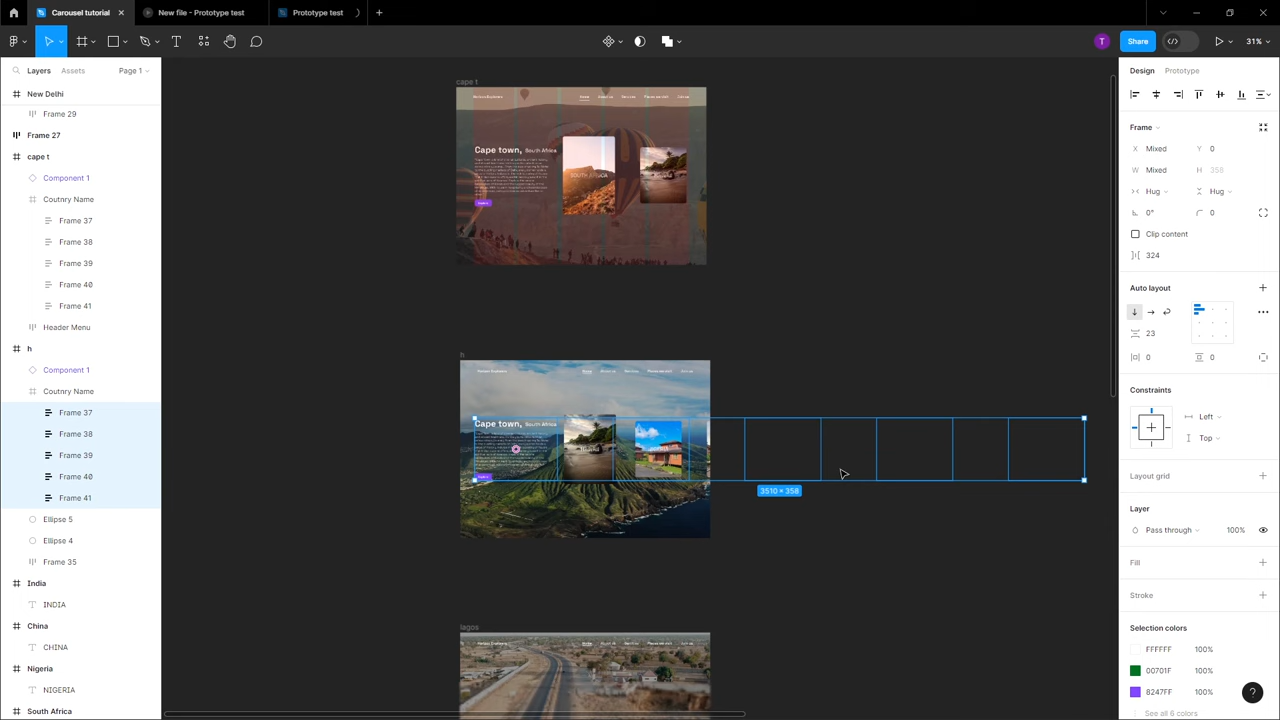 Carousel tutorial
New file - Prototype test
Prototype test
T
Share
31%
Layers
Assets
Page 1
New Delhi
Frame 29
Frame 27
cape t
Component 1
Coutnry Name
Frame 37
Frame 38
Frame 39
Frame 40
Frame 41
Header Menu
h
Component 1
Coutnry Name
Frame 37
Frame 38
Frame 39
Frame 40
Frame 41
Ellipse 5
Ellipse 4
Frame 35
India
INDIA
China
CHINA
Nigeria
NIGERIA
South Africa
cape t
Home
Cape town, South Africa
SOUTH AFRICA
h
Home
Cape town, South Africa
3510 × 358
lagos
Home
Design
Prototype
Frame
X Mixed
Y 0
W Mixed
H 358
Hug
Hug
0°
0
Clip content
324
Auto layout
23
0
0
Constraints
Left
Top
Layout grid
Layer
Pass through
100%
Fill
Stroke
Selection colors
FFFFFF 100%
00701F 100%
8247FF 100%
See all 6 colors
?